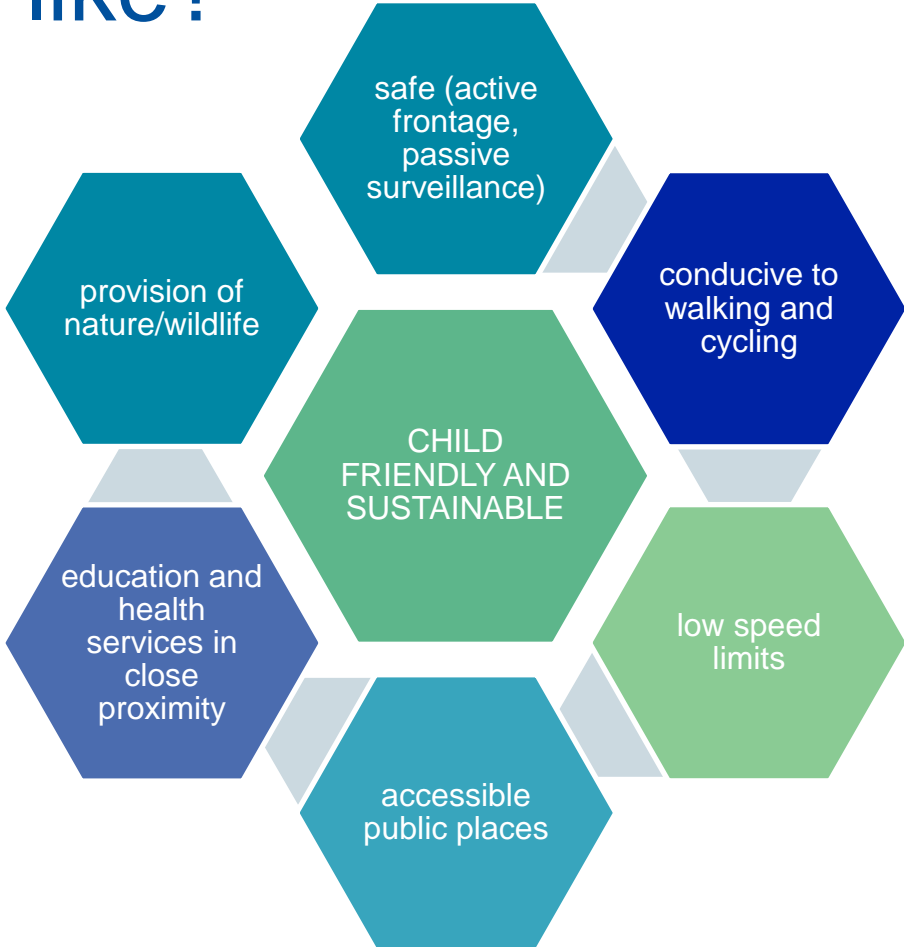 like?
safe (active
frontage,
passive
surveillance)
conducive to
walking and
cycling
low speed
limits
accessible
public places
education and
health
services in
close
proximity
provision of
nature/wildlife
CHILD
FRIENDLY AND
SUSTAINABLE